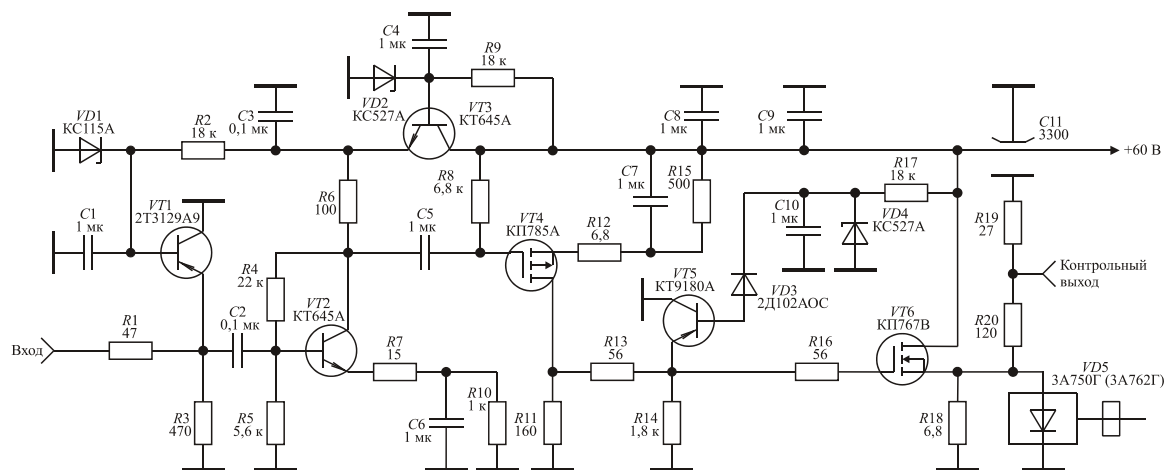 C4
1 мк
R9
18 к
VD2
КС527А
VT3
КТ645А
VD1
КС115А
R2
18 к
C3
0,1 мк
C8
1 мк
C9
1 мк
C11
3300
+60 В
R6
100
R8
6,8 к
C7
1 мк
R15
500
R17
18 к
VT1
2Т3129А9
C1
1 мк
C5
1 мк
VT4
КП785А
R12
6,8
C10
1 мк
VD4
КС527А
R19
27
Контрольный
выход
R4
22 к
VT5
КТ9180А
VD3
2Д102АОС
C2
0,1 мк
VT2
КТ645А
VT6
КП767В
R20
120
Вход
R1
47
R7
15
R13
56
R16
56
VD5
3А750Г (3А762Г)
R3
470
R5
5,6 к
C6
1 мк
R10
1 к
R11
160
R14
1,8 к
R18
6,8